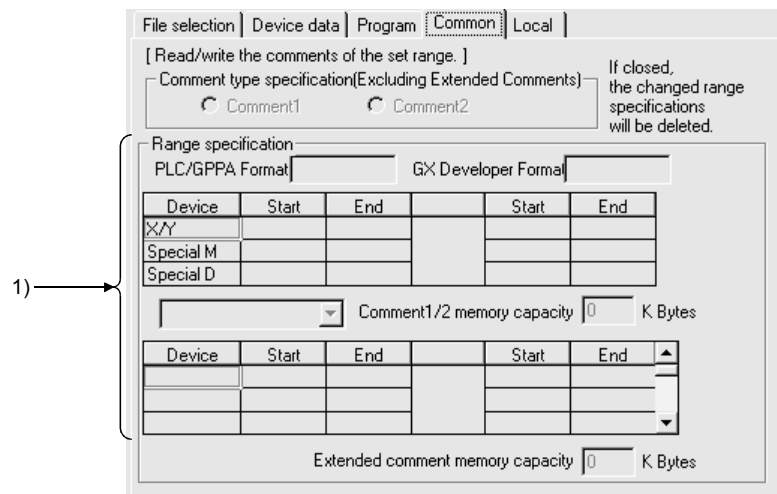 File selection Device data Program Common Local
[ Read/write the comments of the set range. ]
Comment type specification(Excluding Extended Comments)
Comment1 Comment2
If closed,
the changed range
specifications
will be deleted.
Range specification
PLC/GPPA Format GX Developer Format
Device Start End Start End
X/Y
Special M
Special D
1)
Comment1/2 memory capacity 0 K Bytes
Device Start End Start End
Extended comment memory capacity 0 K Bytes